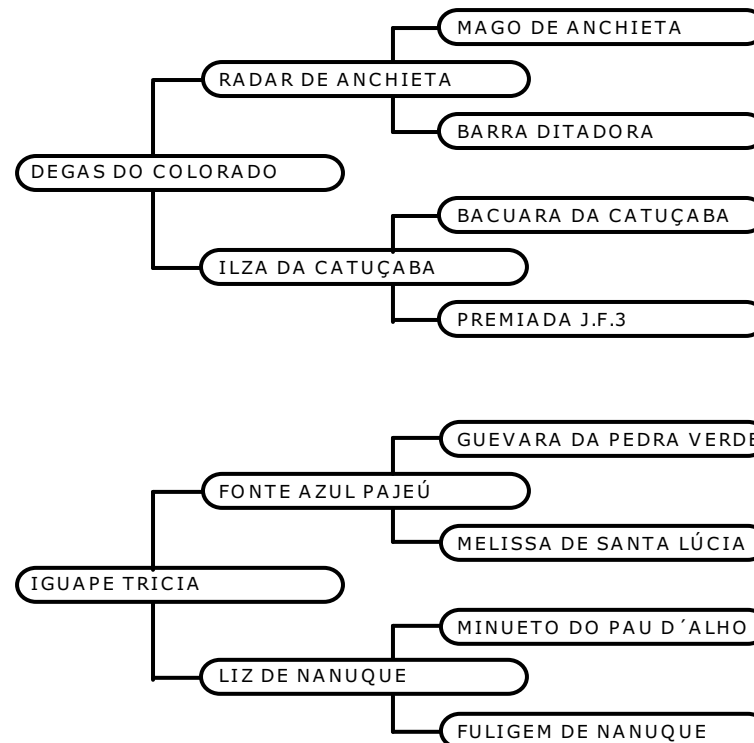 MAGO DE ANCHIETA
RADAR DE ANCHIETA
BARRA DITADORA
DEGAS DO COLORADO
BACUARA DA CATUÇABA
ILZA DA CATUÇABA
PREMIADA J.F.3
GUEVARA DA PEDRA VERDE
FONTE AZUL PAJEÚ
MELISSA DE SANTA LÚCIA
IGUAPE TRICIA
MINUETO DO PAU D´ALHO
LIZ DE NANUQUE
FULIGEM DE NANUQUE